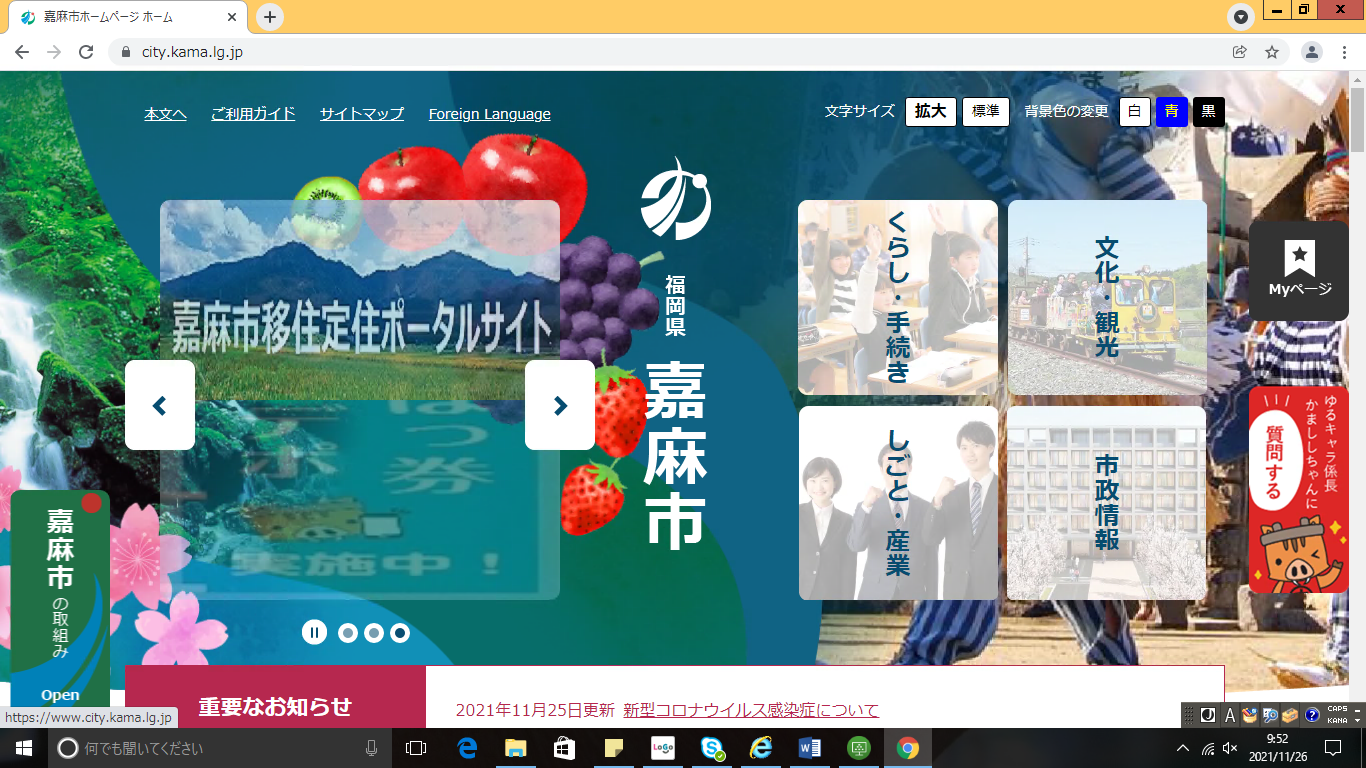 嘉麻市ホームページ ホーム
city.kama.lg.jp
本文へ ご利用ガイド サイトマップ Foreign Language
文字サイズ 拡大 標準 背景色の変更 白 青 黒
嘉麻市移住定住ポータルサイト
券
実施中！
福岡県
嘉麻市
くらし・手続き
文化・観光
しごと・産業
市政情報
Myページ
ゆるキャラ係長
かまししちゃんに
質問する
嘉麻市の取組み
Open
重要なお知らせ
2021年11月25日更新 新型コロナウイルス感染症について
https://www.city.kama.lg.jp
A
CAPS
KANA
何でも聞いてください
LoGo
9:52
2021/11/26